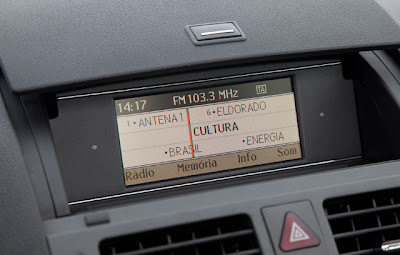 14:17 FM103.3 MHz
1•ANTENA 1 6•ELDORADO
CULTURA
•BRASIL •ENERGIA
Rádio Memória Info Som